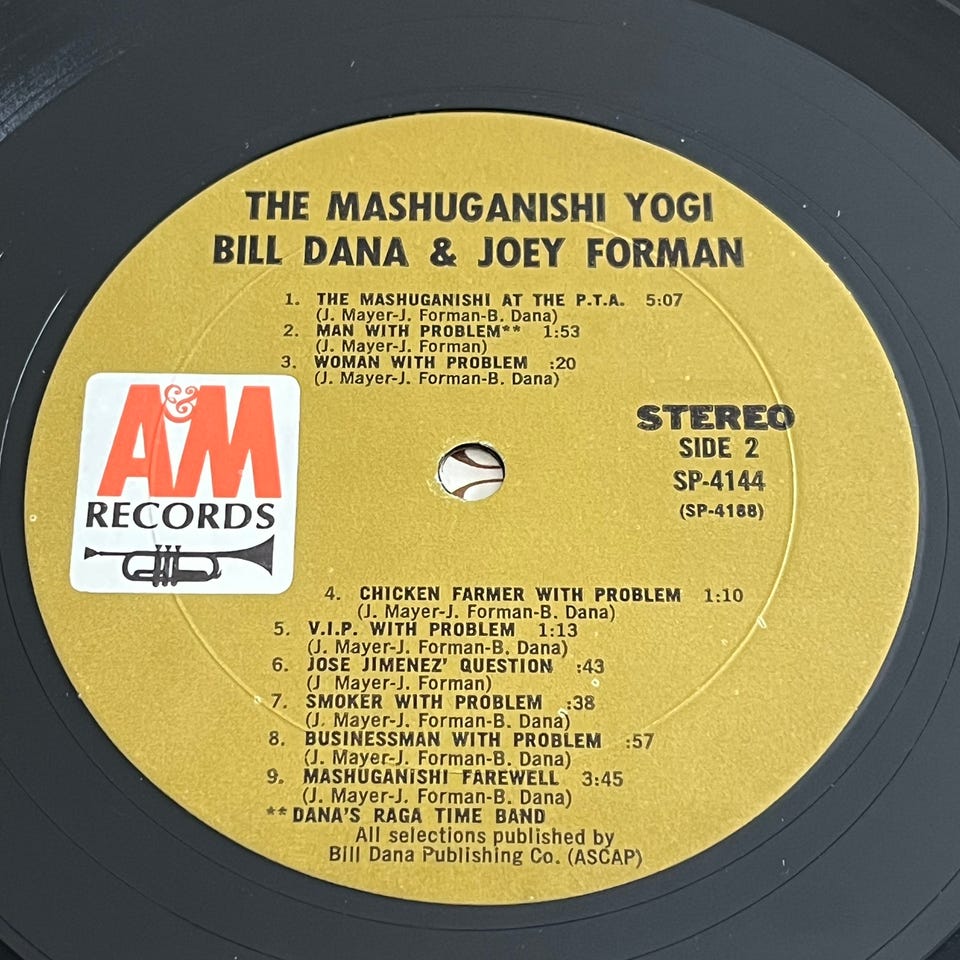 THE MASHUGANISHI YOGI
BILL DANA & JOEY FORMAN
1. THE MASHUGANISHI AT THE P.T.A. 5:07
(J. Mayer-J. Forman-B. Dana)
2. MAN WITH PROBLEM** 1:53
(J. Mayer-J. Forman)
3. WOMAN WITH PROBLEM :20
(J. Mayer-J. Forman-B. Dana)
A&M
RECORDS
STEREO
SIDE 2
SP-4144
(SP-4188)
4. CHICKEN FARMER WITH PROBLEM 1:10
(J. Mayer-J. Forman-B. Dana)
5. V.I.P. WITH PROBLEM 1:13
(J. Mayer-J. Forman-B. Dana)
6. JOSE JIMENEZ' QUESTION :43
(J Mayer-J. Forman)
7. SMOKER WITH PROBLEM :38
(J. Mayer-J. Forman-B. Dana)
8. BUSINESSMAN WITH PROBLEM :57
(J. Mayer-J. Forman-B. Dana)
9. MASHUGANISHI FAREWELL 3:45
(J. Mayer-J. Forman-B. Dana)
**DANA'S RAGA TIME BAND
All selections published by
Bill Dana Publishing Co. (ASCAP)